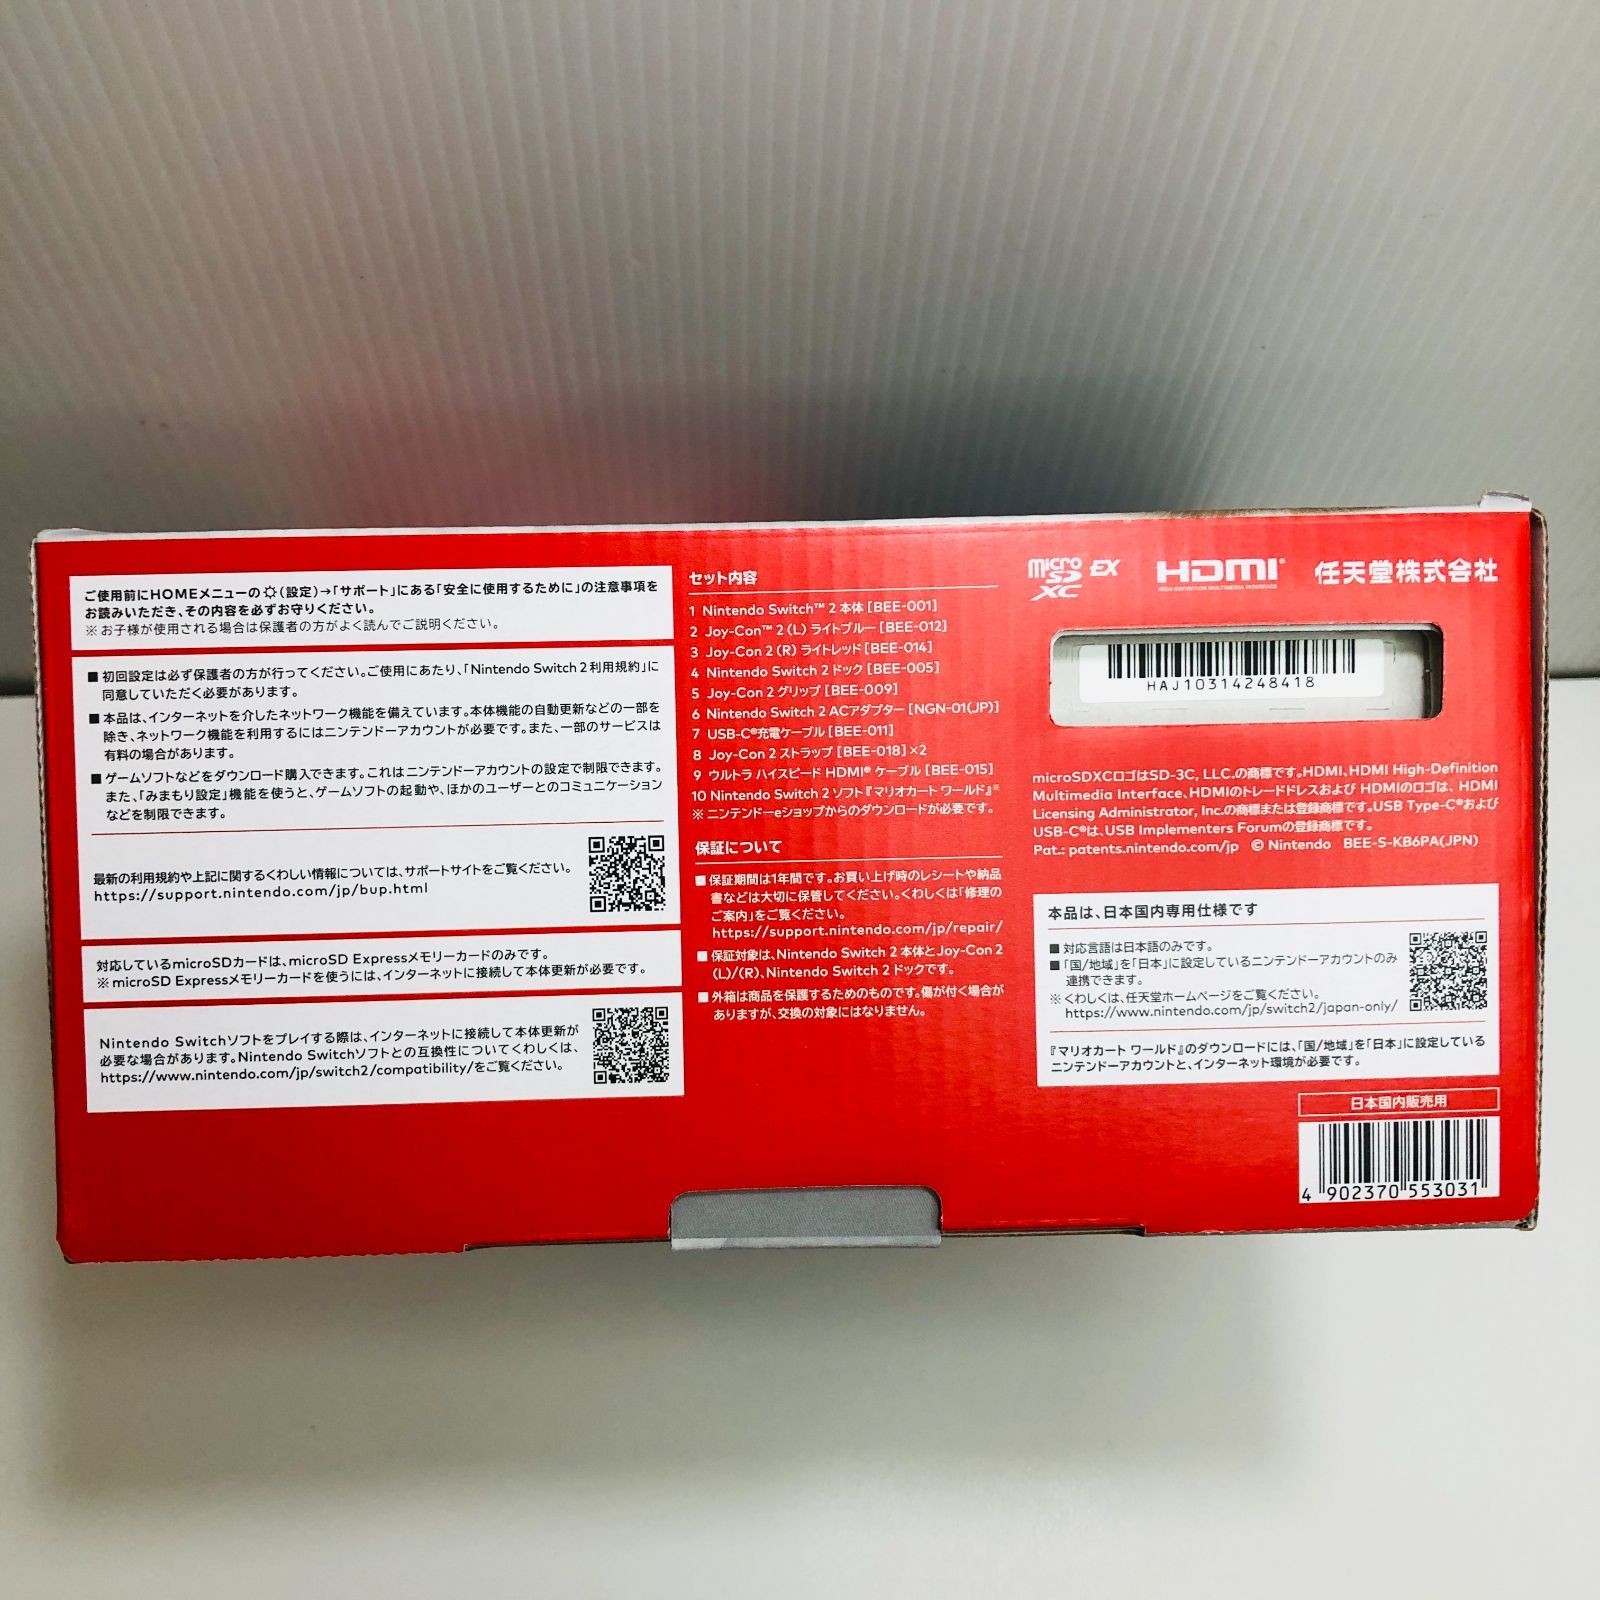 ご使用前にHOMEメニューの(設定)→「サポート」にある「安全に使用するために」の注意事項を
お読みいただき、その内容を必ずお守りください。
※お子様が使用される場合は保護者の方がよく読んでご説明ください。
■ 初回設定は必ず保護者の方が行ってください。ご使用にあたり、「Nintendo Switch 2 利用規約」に
同意していただく必要があります。
■ 本品は、インターネットを介したネットワーク機能を備えています。本体機能の自動更新などの一部を
除き、ネットワーク機能を利用するにはニンテンドーアカウントが必要です。また、一部のサービスは
有料の場合があります。
■ ゲームソフトなどをダウンロード購入できます。これはニンテンドーアカウントの設定で制限できます。
また、「みまもり設定」機能を使うと、ゲームソフトの起動や、ほかのユーザーとのコミュニケーション
などを制限できます。
最新の利用規約や上記に関するくわしい情報については、サポートサイトをご覧ください。
https://support.nintendo.com/jp/bup.html
対応しているmicroSDカードは、microSD Expressメモリーカードのみです。
※ microSD Expressメモリーカードを使うには、インターネットに接続して本体更新が必要です。
Nintendo Switchソフトをプレイする際は、インターネットに接続して本体更新が
必要な場合があります。Nintendo Switchソフトとの互換性についてくわしくは、
https://www.nintendo.com/jp/switch2/compatibility/をご覧ください。
セット内容
1 Nintendo Switch™ 2 本体 [BEE-001]
2 Joy-Con™ 2 (L) ライトブルー [BEE-012]
3 Joy-Con 2 (R) ライトレッド [BEE-014]
4 Nintendo Switch 2 ドック [BEE-005]
5 Joy-Con 2 グリップ [BEE-009]
6 Nintendo Switch 2 ACアダプター [NGN-01(JP)]
7 USB-C®充電ケーブル [BEE-011]
8 Joy-Con 2 ストラップ [BEE-018] ×2
9 ウルトラ ハイスピード HDMI® ケーブル [BEE-015]
10 Nintendo Switch 2 ソフト『マリオカート ワールド』※
※ ニンテンドーeショップからのダウンロードが必要です。
保証について
■ 保証期間は1年間です。お買い上げ時のレシートや納品
書などは大切に保管してください。くわしくは「修理の
ご案内」をご覧ください。
https://support.nintendo.com/jp/repair/
■ 保証対象は、Nintendo Switch 2 本体とJoy-Con 2
(L)/(R)、Nintendo Switch 2 ドックです。
■ 外箱は商品を保護するためのものです。傷が付く場合が
ありますが、交換の対象にはなりません。
micro SD XC EX HDMI® 任天堂株式会社
HIGH DEFINITION MULTIMEDIA INTERFACE
HAJ10314248418
microSDXCロゴはSD-3C, LLC.の商標です。HDMI、HDMI High-Definition
Multimedia Interface、HDMIのトレードドレスおよび HDMIのロゴは、HDMI
Licensing Administrator, Inc.の商標または登録商標です。USB Type-C®および
USB-C®は、USB Implementers Forumの登録商標です。
Pat.: patents.nintendo.com/jp © Nintendo BEE-S-KB6PA(JPN)
本品は、日本国内専用仕様です
■ 対応言語は日本語のみです。
■ 「国/地域」を「日本」に設定しているニンテンドーアカウントのみ
連携できます。
※ くわしくは、任天堂ホームページをご覧ください。
https://www.nintendo.com/jp/switch2/japan-only/
『マリオカート ワールド』のダウンロードには、「国/地域」を「日本」に設定している
ニンテンドーアカウントと、インターネット環境が必要です。
日本国内販売用
4 902370 553031